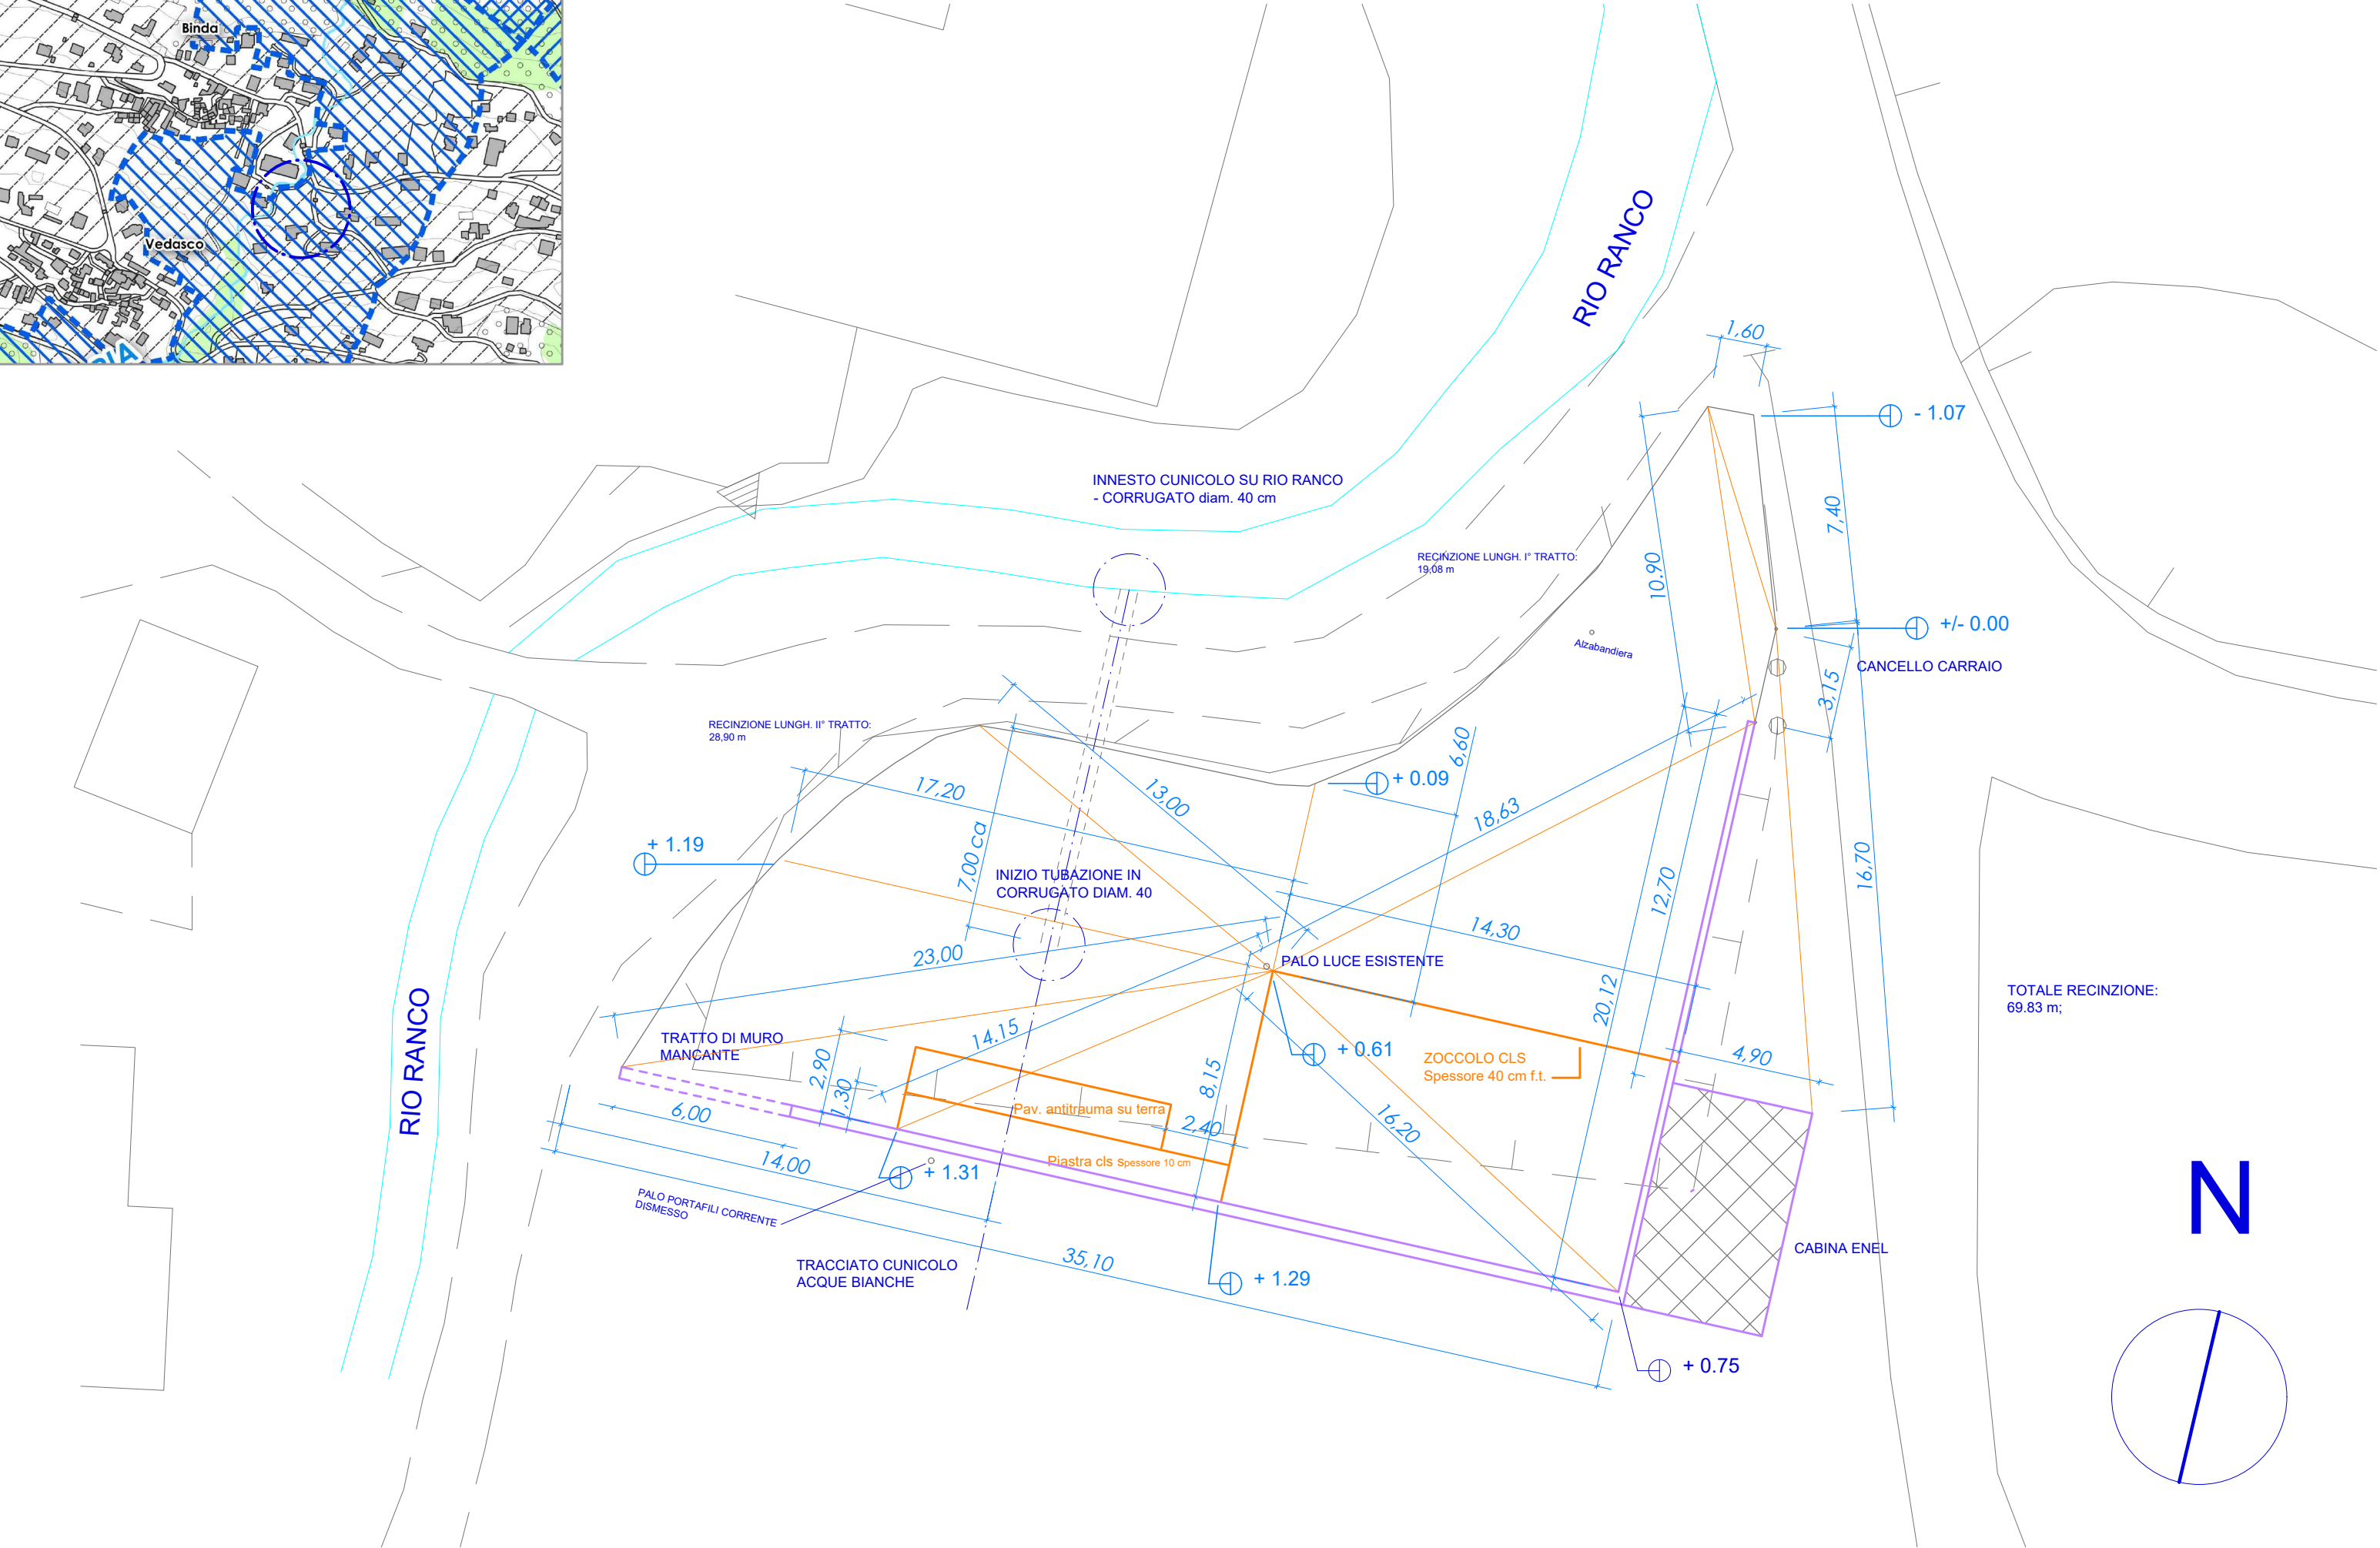 Binda
Vedasco
RIA
RIO RANCO
1,60
- 1.07
INNESTO CUNICOLO SU RIO RANCO
- CORRUGATO diam. 40 cm
7,40
RECINZIONE LUNGH. I° TRATTO:
19,08 m
10.90
+/- 0.00
Alzabandiera
CANCELLO CARRAIO
3,15
RECINZIONE LUNGH. II° TRATTO:
28,90 m
6,60
17,20
13,00
+ 0.09
18,63
+ 1.19
7,00 ca
INIZIO TUBAZIONE IN
CORRUGATO DIAM. 40
16,70
12,70
14,30
23,00
PALO LUCE ESISTENTE
20,12
TOTALE RECINZIONE:
69.83 m;
RIO RANCO
TRATTO DI MURO
MANCANTE
14.15
2,90
1,30
8,15
+ 0.61
ZOCCOLO CLS
Spessore 40 cm f.t.
4,90
6,00
Pav. antitrauma su terra
2,40
16,20
14,00
+ 1.31
Piastra cls spessore 10 cm
PALO PORTAFILI CORRENTE
DISMESSO
N
TRACCIATO CUNICOLO
ACQUE BIANCHE
35,10
+ 1.29
CABINA ENEL
+ 0.75